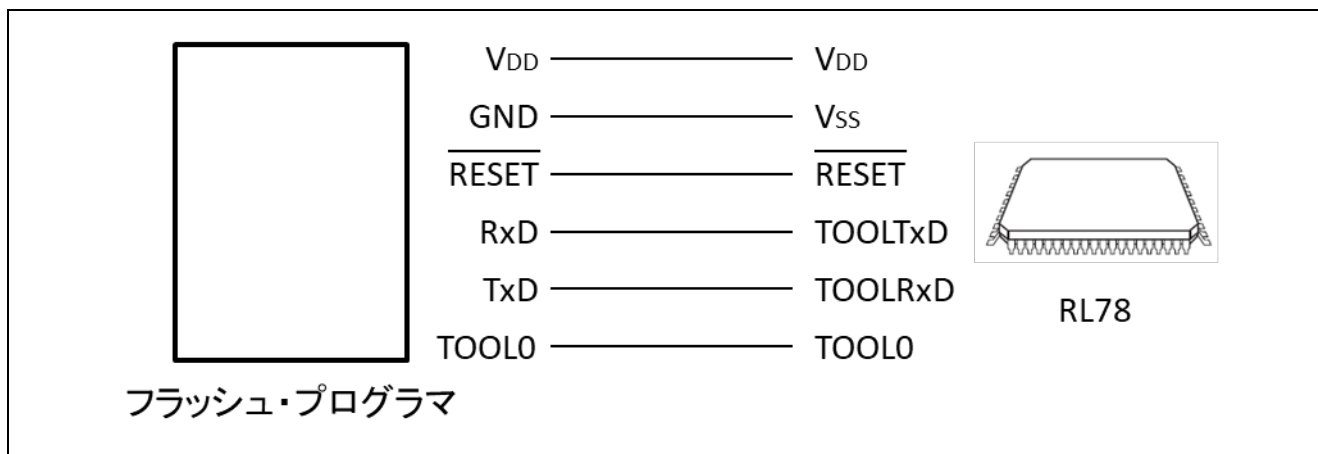 VDD VDD
GND VSS
RESET RESET
RxD TOOLTxD
TxD TOOLRxD
TOOL0 TOOL0
RL78
フラッシュ・プログラマ